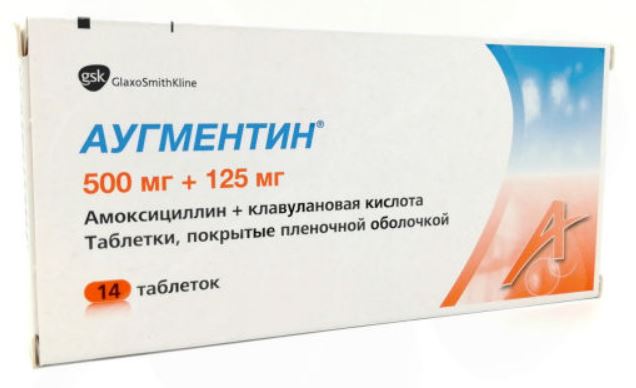 gsk GlaxoSmithKline
АУГМЕНТИН®
500 мг + 125 мг
Амоксициллин + клавулановая кислота
Таблетки, покрытые пленочной оболочкой
14 таблеток
A